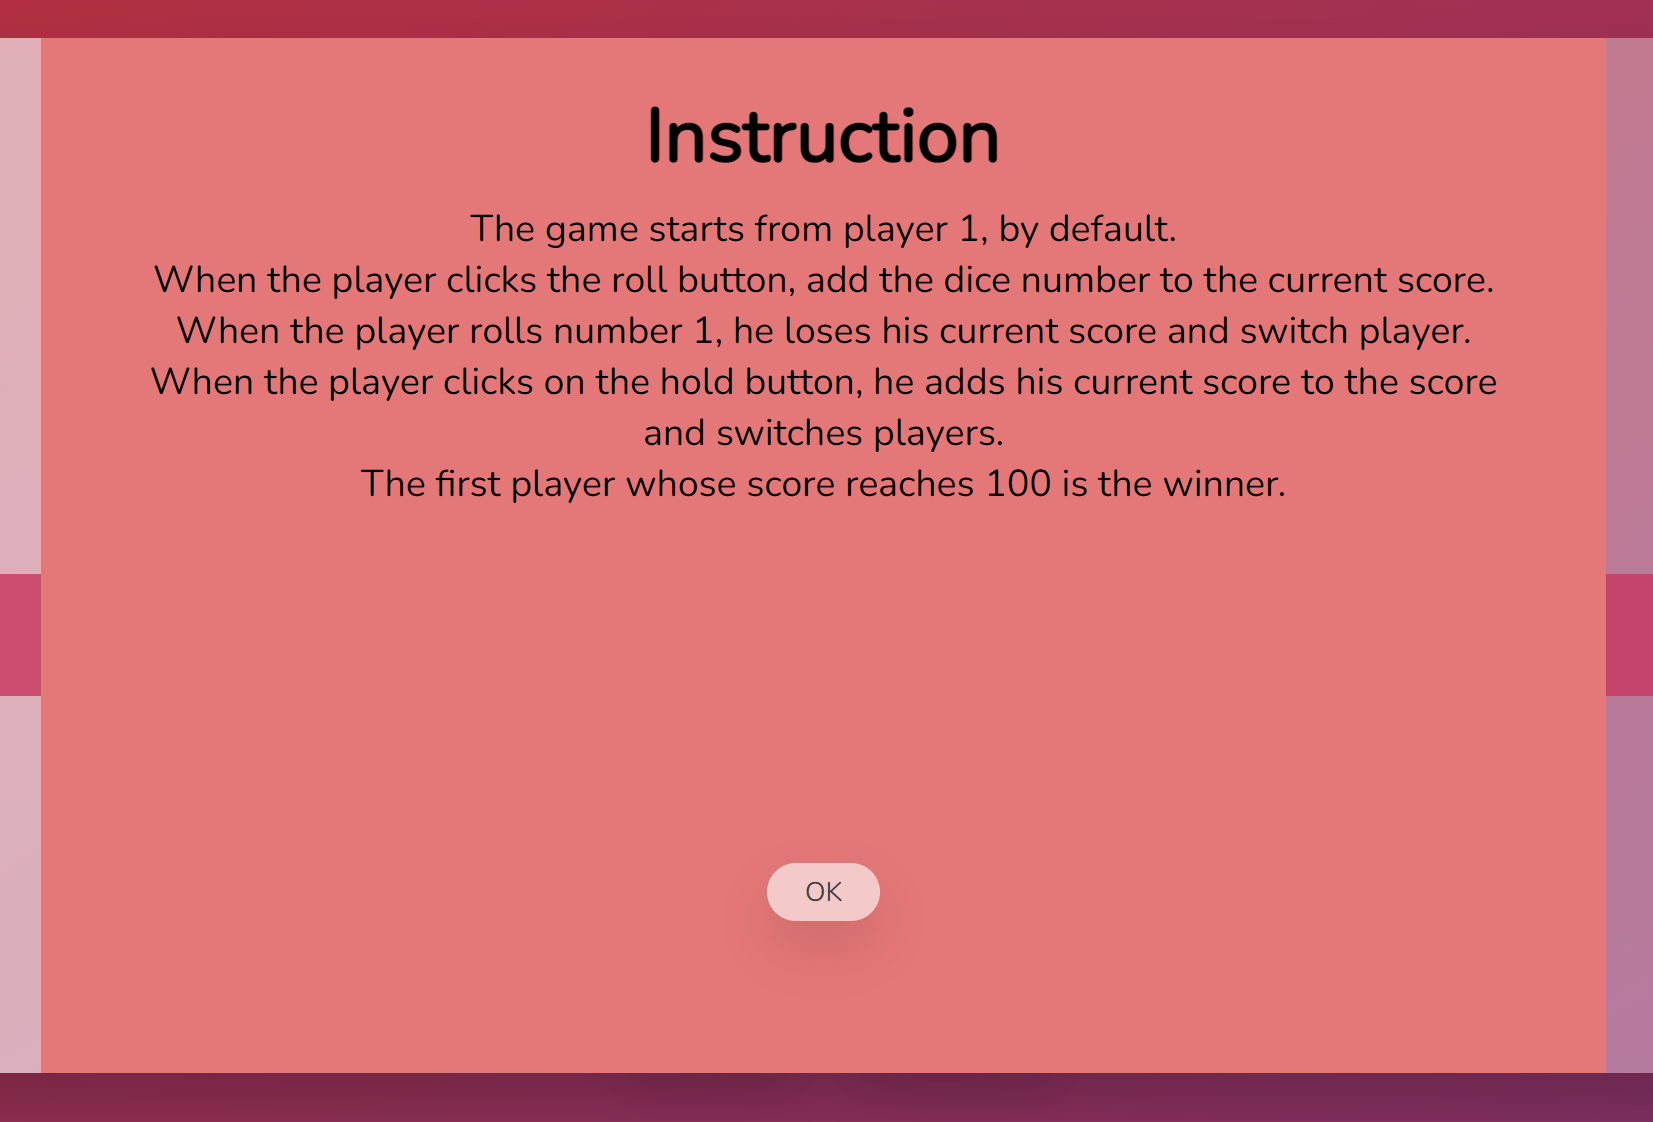 Instruction
The game starts from player 1, by default.
When the player clicks the roll button, add the dice number to the current score.
When the player rolls number 1, he loses his current score and switch player.
When the player clicks on the hold button, he adds his current score to the score
and switches players.
The first player whose score reaches 100 is the winner.
OK